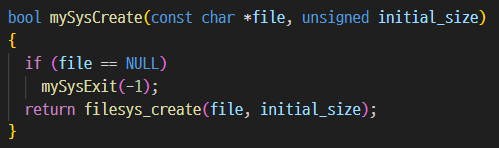 bool mySysCreate(const char *file, unsigned initial_size)
{
  if (file == NULL)
    mySysExit(-1);
  return filesys_create(file, initial_size);
}